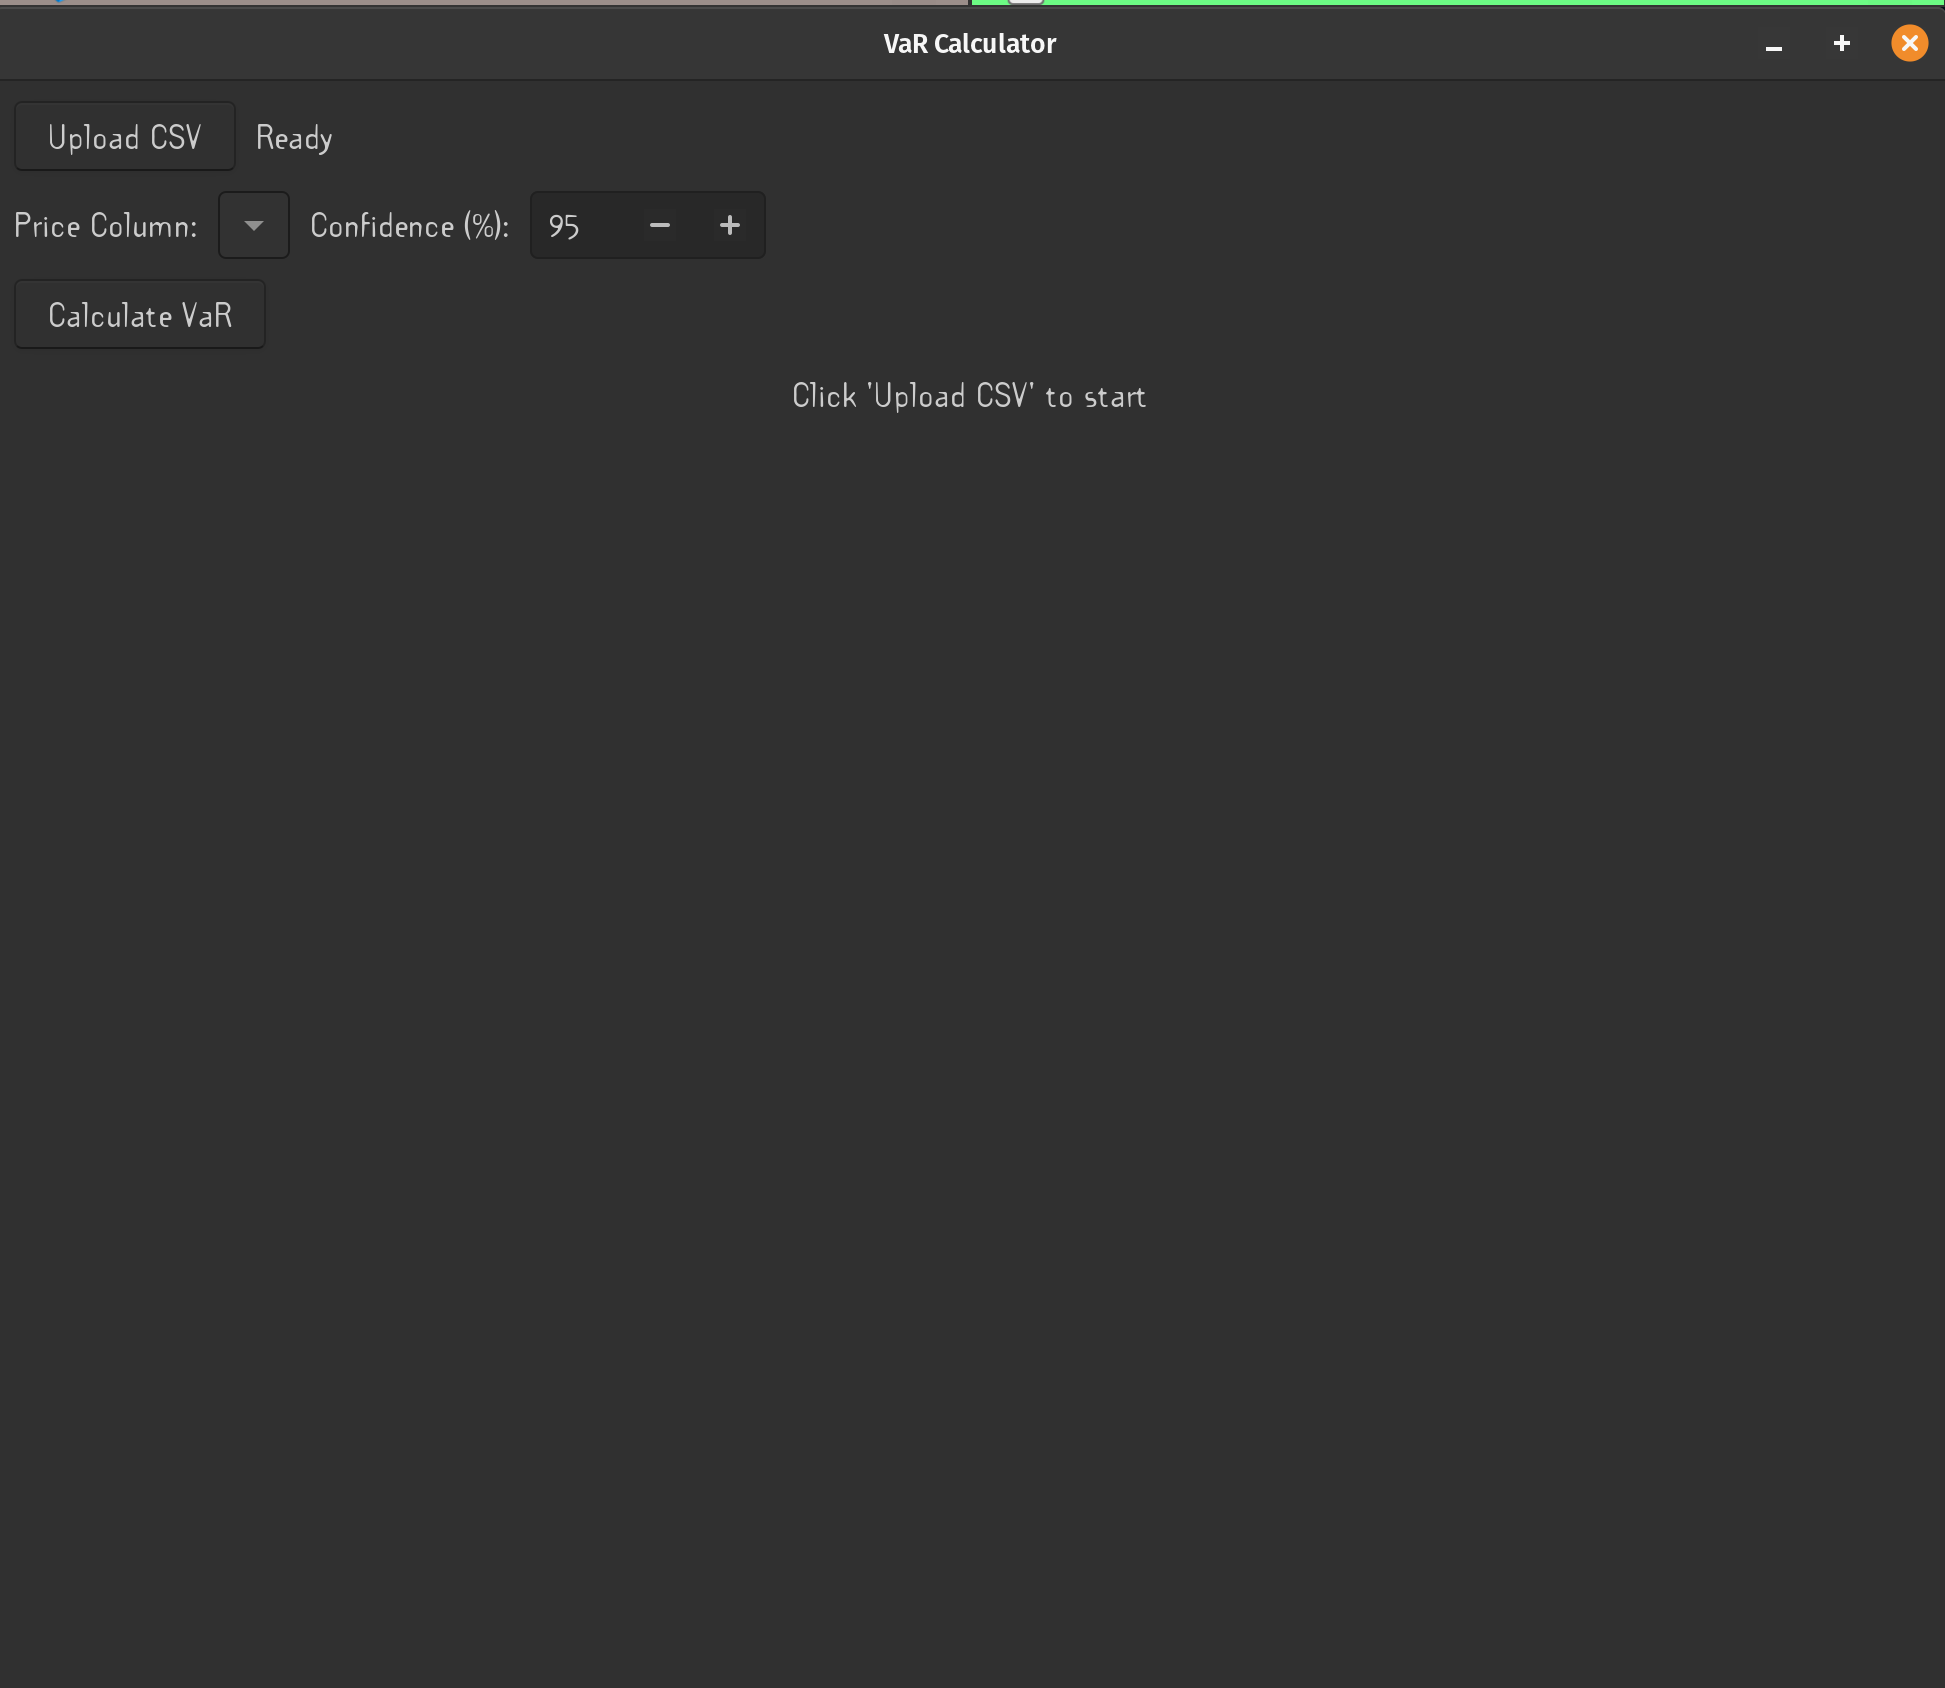 VaR Calculator
Upload CSV Ready
Price Column: Confidence (%): 95
Calculate VaR
Click 'Upload CSV' to start